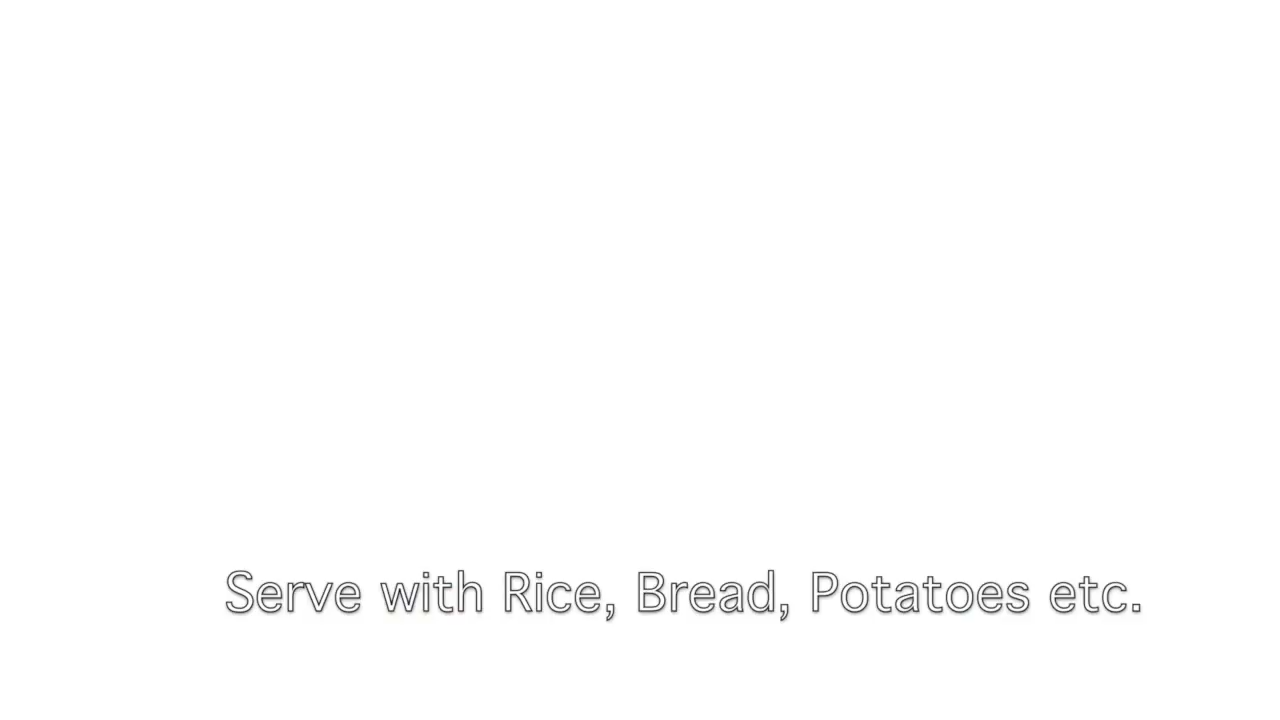 Serve with Rice, Bread, Potatoes etc.